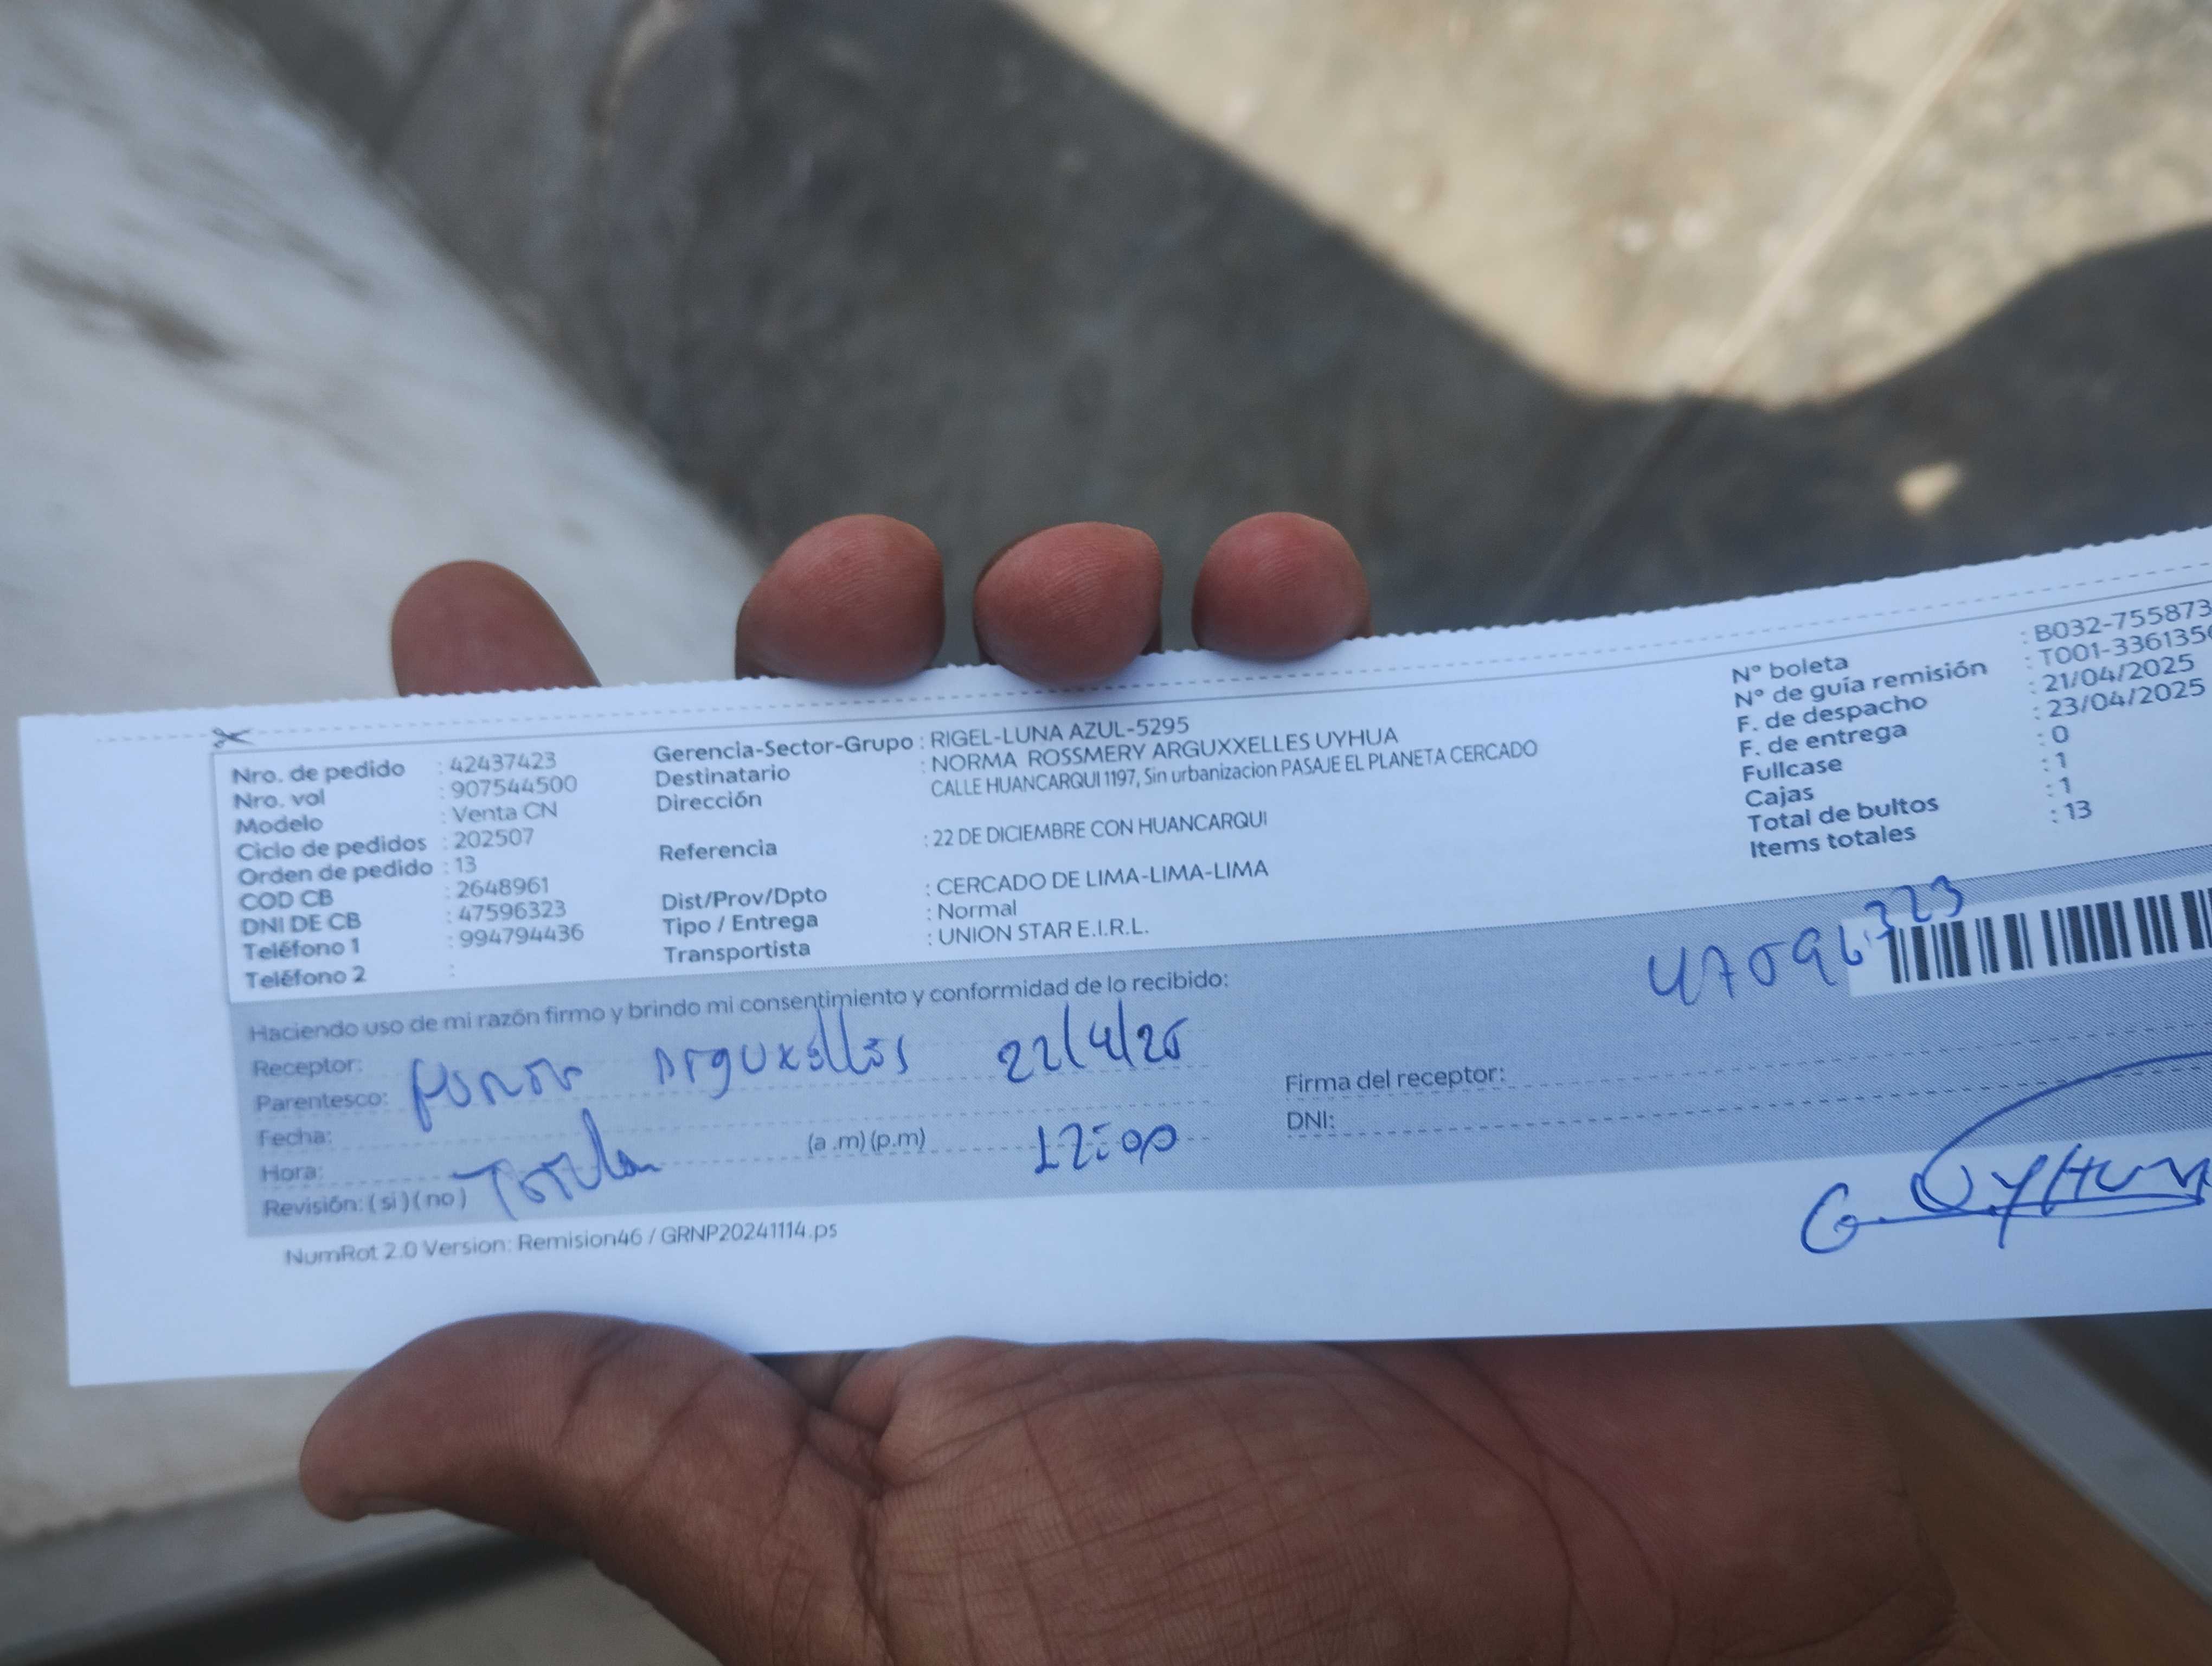 Nro. de pedido : 42437423
Nro. vol : 907544500
Modelo : Venta CN
Ciclo de pedidos : 202507
Orden de pedido : 13
COD CB : 2648961
DNI DE CB : 47596323
Teléfono 1 : 994794436
Teléfono 2 :
Gerencia-Sector-Grupo : RIGEL-LUNA AZUL-5295
Destinatario : NORMA ROSSMERY ARGUXXELLES UYHUA
Dirección CALLE HUANCARQUI 1197, Sin urbanizacion PASAJE EL PLANETA CERCADO
Referencia : 22 DE DICIEMBRE CON HUANCARQUI
Dist/Prov/Dpto : CERCADO DE LIMA-LIMA-LIMA
Tipo / Entrega : Normal
Transportista : UNION STAR E.I.R.L.
N° boleta : B032-755873
N° de guía remisión : T001-336135
F. de despacho : 21/04/2025
F. de entrega : 23/04/2025
Fullcase : 0
Cajas : 1
Total de bultos : 1
Items totales : 13
Haciendo uso de mi razón firmo y brindo mi consentimiento y conformidad de lo recibido:
Receptor:
Parentesco: Arguxelles 22/4/25
Fecha:
Hora: (a .m) (p.m) 12:00
Revisión: ( si ) ( no )
Firma del receptor:
DNI:
G. Uyhua
NumRot 2.0 Version: Remision46 / GRNP20241114.ps